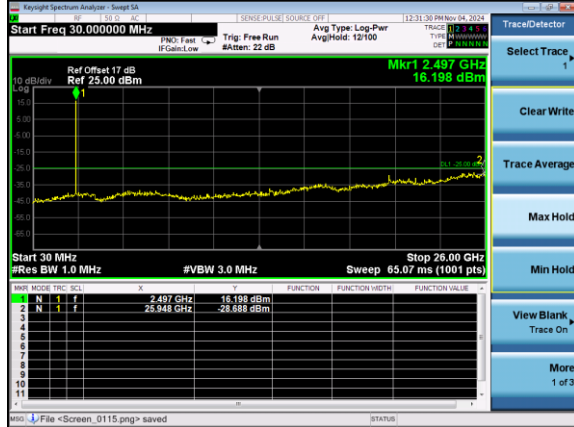 Keysight Spectrum Analyzer - Swept SA
RF 50 Ω AC SENSE:PULSE SOURCE OFF 12:31:30 PM Nov 04, 2024
Start Freq 30.000000 MHz
PNO: Fast
IFGain:Low
Trig: Free Run
#Atten: 22 dB
Avg Type: Log-Pwr
Avg|Hold: 12/100
TRACE 1 2 3 4 5 6
TYPE M W W W W W
DET P N N N N N
Ref Offset 17 dB
Ref 25.00 dBm
Mkr1 2.497 GHz
16.198 dBm
10 dB/div
Log
1
15.0
5.00
-5.00
-15.0
-25.0
DL1 -25.00 dBm
2
-35.0
-45.0
-55.0
-65.0
Start 30 MHz
Stop 26.00 GHz
#Res BW 1.0 MHz
#VBW 3.0 MHz
Sweep 65.07 ms (1001 pts)
MKR MODE TRC SCL X Y FUNCTION FUNCTION WIDTH FUNCTION VALUE
1 N 1 f 2.497 GHz 16.198 dBm
2 N 1 f 25.948 GHz -28.688 dBm
3
4
5
6
7
8
9
10
11
MSG File <Screen_0115.png> saved
STATUS
Trace/Detector
Select Trace
1
Clear Write
Trace Average
Max Hold
Min Hold
View Blank
Trace On
More
1 of 3